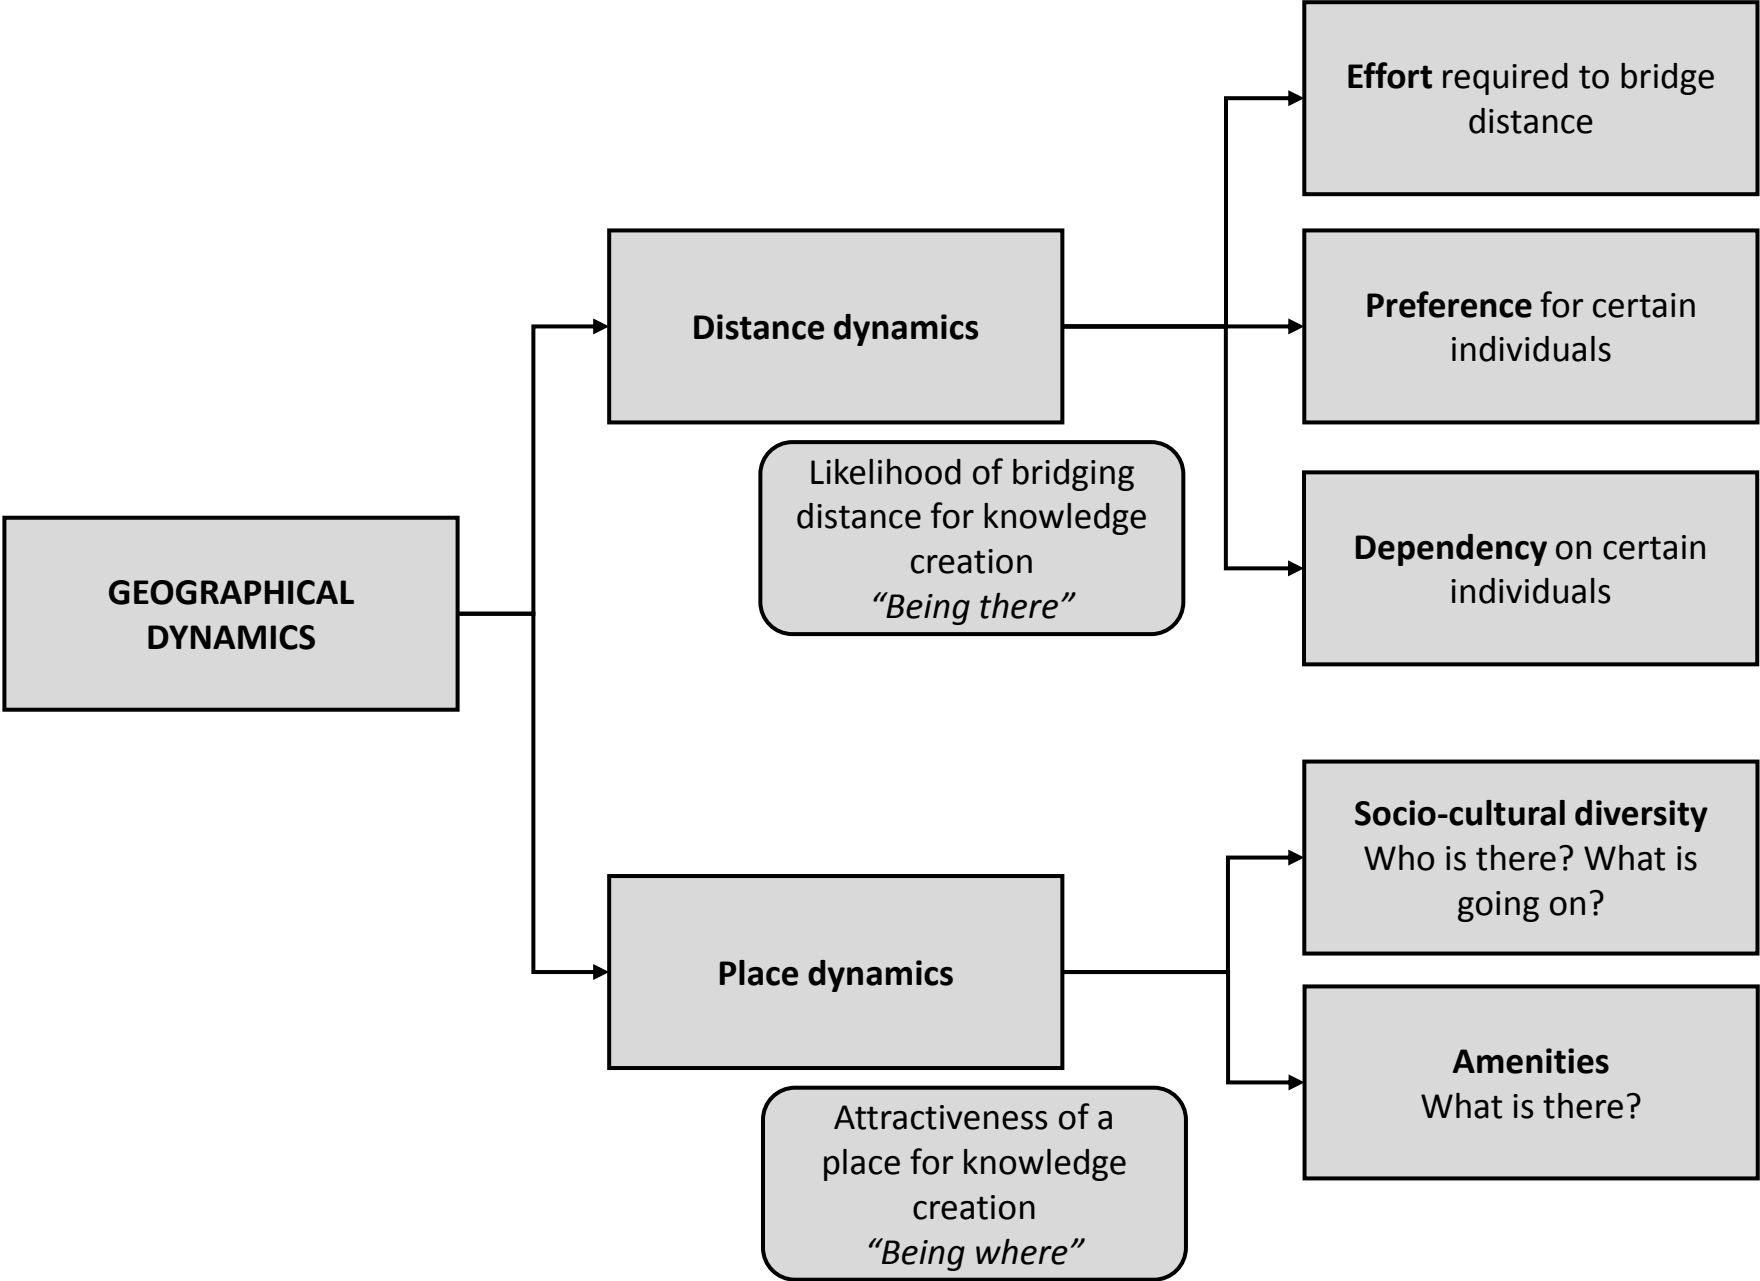 GEOGRAPHICAL
DYNAMICS
Distance dynamics
Likelihood of bridging
distance for knowledge
creation
“Being there”
Effort required to bridge
distance
Preference for certain
individuals
Dependency on certain
individuals
Place dynamics
Attractiveness of a
place for knowledge
creation
“Being where”
Socio-cultural diversity
Who is there? What is
going on?
Amenities
What is there?